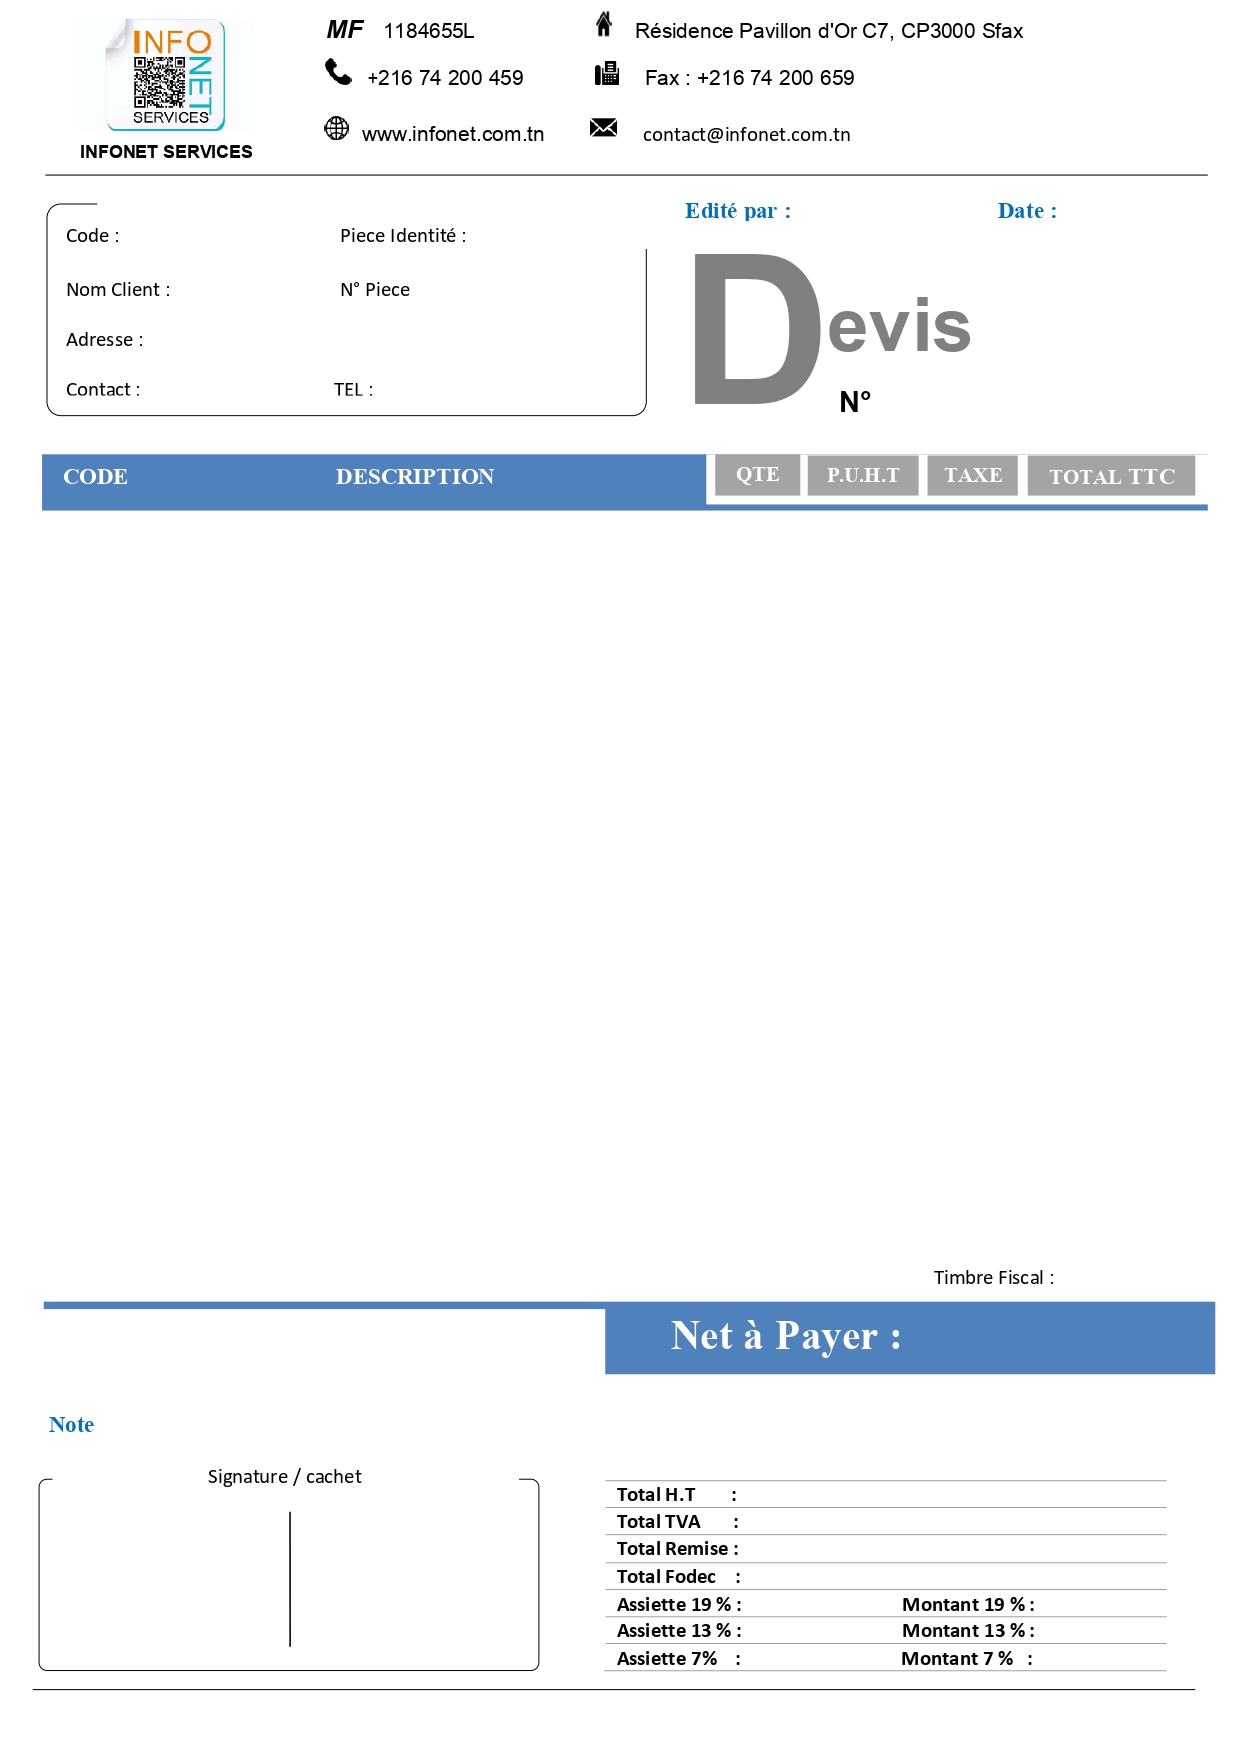 INFO
NET
SERVICES
INFONET SERVICES
MF 1184655L
Résidence Pavillon d'Or C7, CP3000 Sfax
+216 74 200 459
Fax : +216 74 200 659
www.infonet.com.tn
contact@infonet.com.tn
Edité par : Date :
Code : Piece Identité :
Nom Client : N° Piece
Adresse :
Contact : TEL :
Devis
N°
CODE DESCRIPTION QTE P.U.H.T TAXE TOTAL TTC
Timbre Fiscal :
Net à Payer :
Note
Signature / cachet
Total H.T :
Total TVA :
Total Remise :
Total Fodec :
Assiette 19 % : Montant 19 % :
Assiette 13 % : Montant 13 % :
Assiette 7% : Montant 7 % :